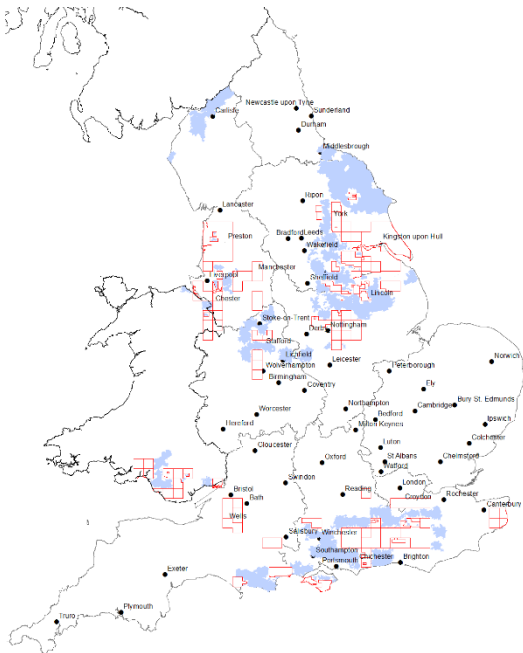 Newcastle upon Tyne
Sunderland
Carlisle
Durham
Middlesbrough
Ripon
Lancaster
York
Preston
Bradford
Leeds
Kingston upon Hull
Wakefield
Manchester
Liverpool
Sheffield
Chester
Lincoln
Stoke-on-Trent
Derby
Nottingham
Stafford
Lichfield
Norwich
Wolverhampton
Leicester
Peterborough
Birmingham
Coventry
Ely
Worcester
Northampton
Cambridge
Bury St. Edmunds
Hereford
Bedford
Ipswich
Milton Keynes
Gloucester
Luton
Colchester
Oxford
St Albans
Chelmsford
Watford
Swindon
Bristol
Reading
London
Rochester
Bath
Croydon
Canterbury
Wells
Salisbury
Winchester
Southampton
Chichester
Brighton
Portsmouth
Exeter
Plymouth
Truro